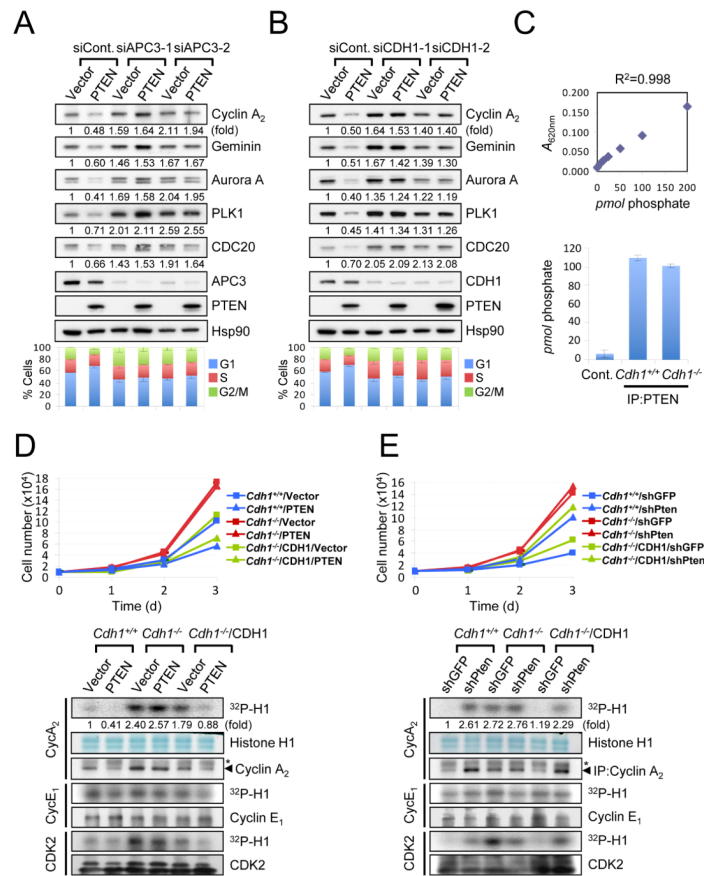 A
siCont. siAPC3-1 siAPC3-2
Vector PTEN Vector PTEN Vector PTEN
Cyclin A₂
1 0.48 1.59 1.64 2.11 1.94 (fold)
Geminin
1 0.60 1.46 1.53 1.67 1.67
Aurora A
1 0.41 1.69 1.58 2.04 1.95
PLK1
1 0.71 2.01 2.11 2.59 2.55
CDC20
1 0.66 1.43 1.53 1.91 1.64
APC3
PTEN
Hsp90
% Cells
100
80
60
40
20
0
G1
S
G2/M
B
siCont. siCDH1-1 siCDH1-2
Vector PTEN Vector PTEN Vector PTEN
Cyclin A₂
1 0.50 1.64 1.53 1.40 1.40 (fold)
Geminin
1 0.51 1.67 1.42 1.39 1.30
Aurora A
1 0.40 1.35 1.24 1.22 1.19
PLK1
1 0.45 1.41 1.34 1.31 1.26
CDC20
1 0.70 2.05 2.09 2.13 2.08
CDH1
PTEN
Hsp90
% Cells
100
80
60
40
20
0
G1
S
G2/M
C
R²=0.998
A₆₂₀ₙₘ
0.200
0.150
0.100
0.050
0.000
0 50 100 150 200
pmol phosphate
pmol phosphate
120
100
80
60
40
20
0
Cont. Cdh1⁺/⁺ Cdh1⁻/⁻
IP:PTEN
D
Cell number (x10⁴)
18
16
14
12
10
8
6
4
2
0
0 1 2 3
Time (d)
Cdh1⁺/⁺/Vector
Cdh1⁺/⁺/PTEN
Cdh1⁻/⁻/Vector
Cdh1⁻/⁻/PTEN
Cdh1⁻/⁻/CDH1/Vector
Cdh1⁻/⁻/CDH1/PTEN
Cdh1⁺/⁺ Cdh1⁻/⁻ Cdh1⁻/⁻/CDH1
Vector PTEN Vector PTEN Vector PTEN
CycA₂
³²P-H1
1 0.41 2.40 2.57 1.79 0.88 (fold)
Histone H1
*
Cyclin A₂
CycE₁
³²P-H1
Cyclin E₁
CDK2
³²P-H1
CDK2
E
Cell number (x10⁴)
16
14
12
10
8
6
4
2
0
0 1 2 3
Time (d)
Cdh1⁺/⁺/shGFP
Cdh1⁺/⁺/shPten
Cdh1⁻/⁻/shGFP
Cdh1⁻/⁻/shPten
Cdh1⁻/⁻/CDH1/shGFP
Cdh1⁻/⁻/CDH1/shPten
Cdh1⁺/⁺ Cdh1⁻/⁻ Cdh1⁻/⁻/CDH1
shGFP shPten shGFP shPten shGFP shPten
CycA₂
³²P-H1
1 2.61 2.72 2.76 1.19 2.29 (fold)
Histone H1
*
IP:Cyclin A₂
CycE₁
³²P-H1
Cyclin E₁
CDK2
³²P-H1
CDK2